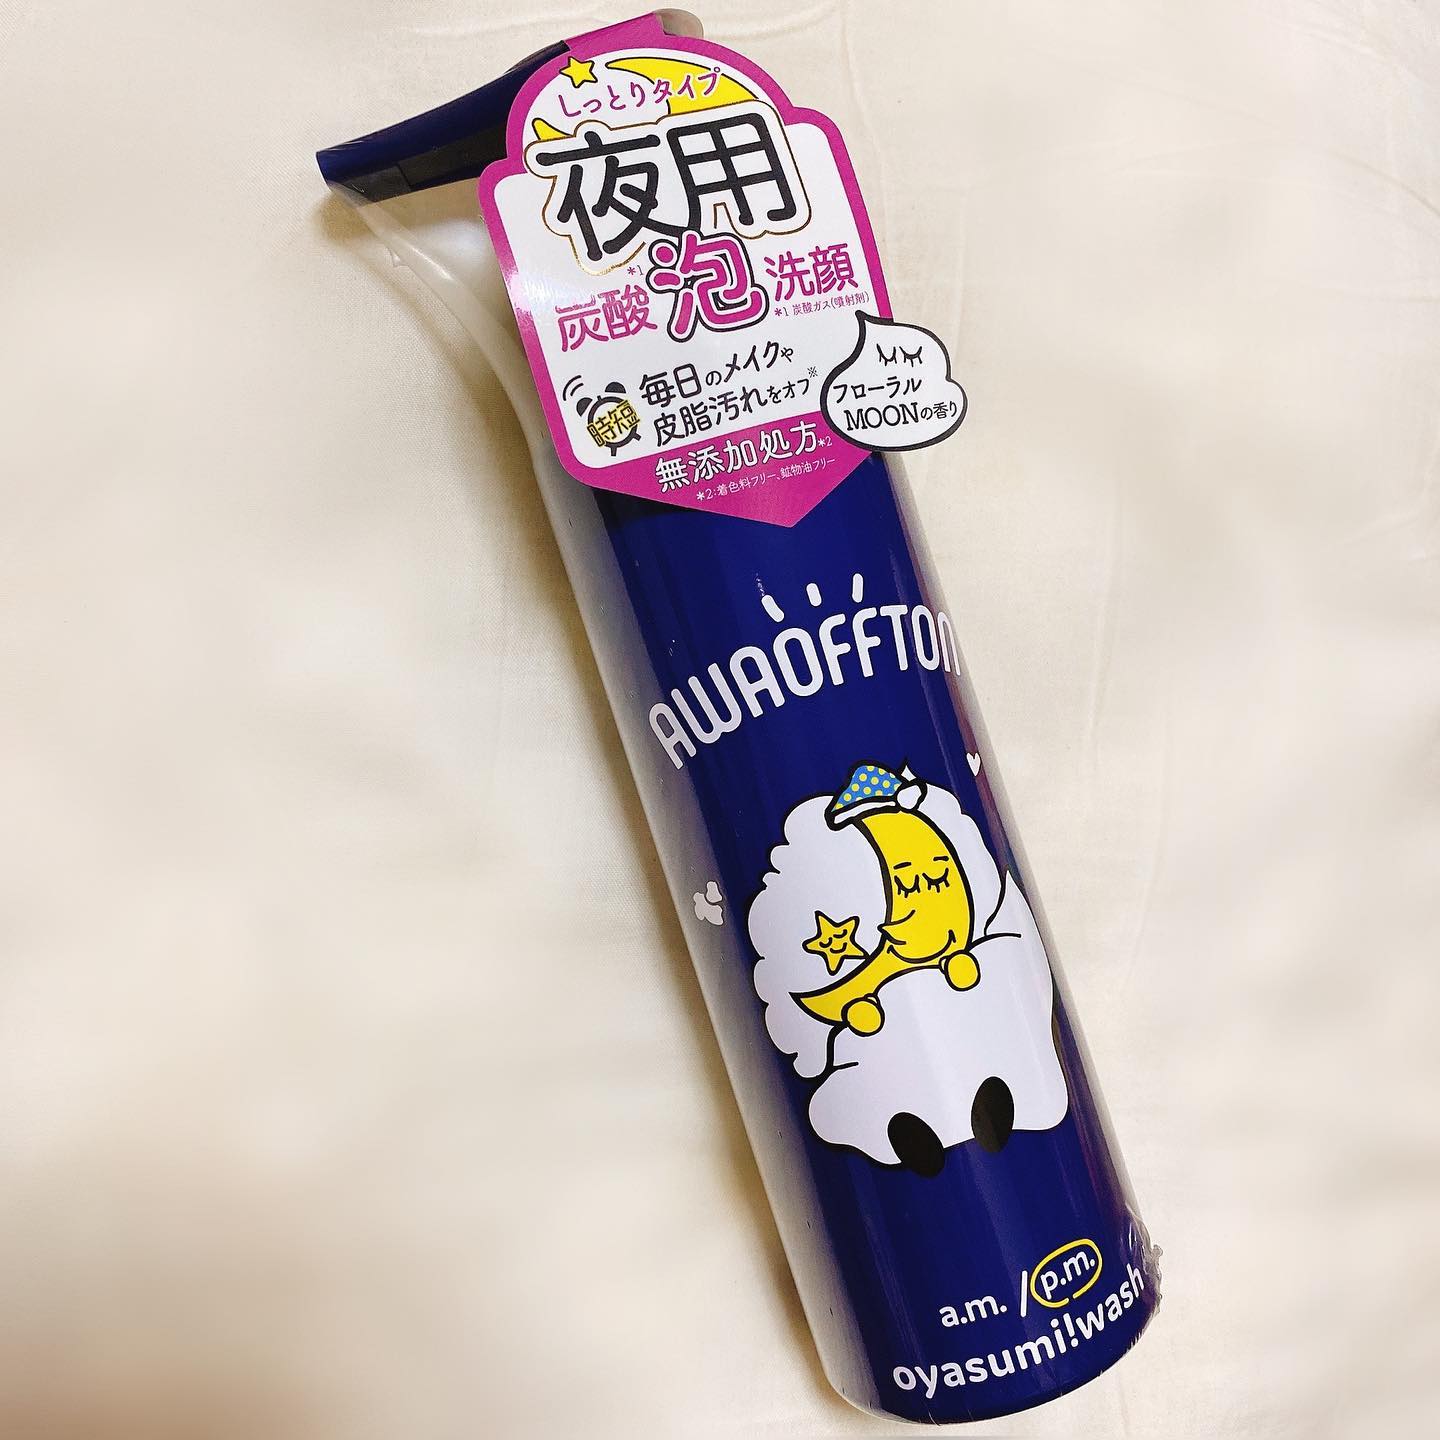 しっとりタイプ
夜用
炭酸*1泡洗顔
*1 炭酸ガス(噴射剤)
時短
毎日のメイクや
皮脂汚れをオフ※
フローラル
MOONの香り
無添加処方*2
*2:着色料フリー、鉱物油フリー
AWAOFFTON
a.m. / p.m.
oyasumi!wash